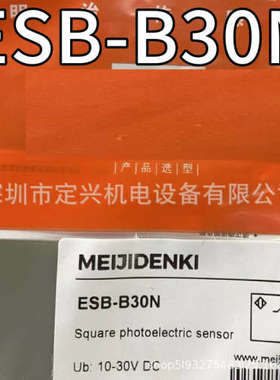 ESB-B30N
产品选型
深圳市定兴机电设备有限公司
MEIJIDENKI
ESB-B30N
Square photoelectric sensor
Ub: 10-30V DC